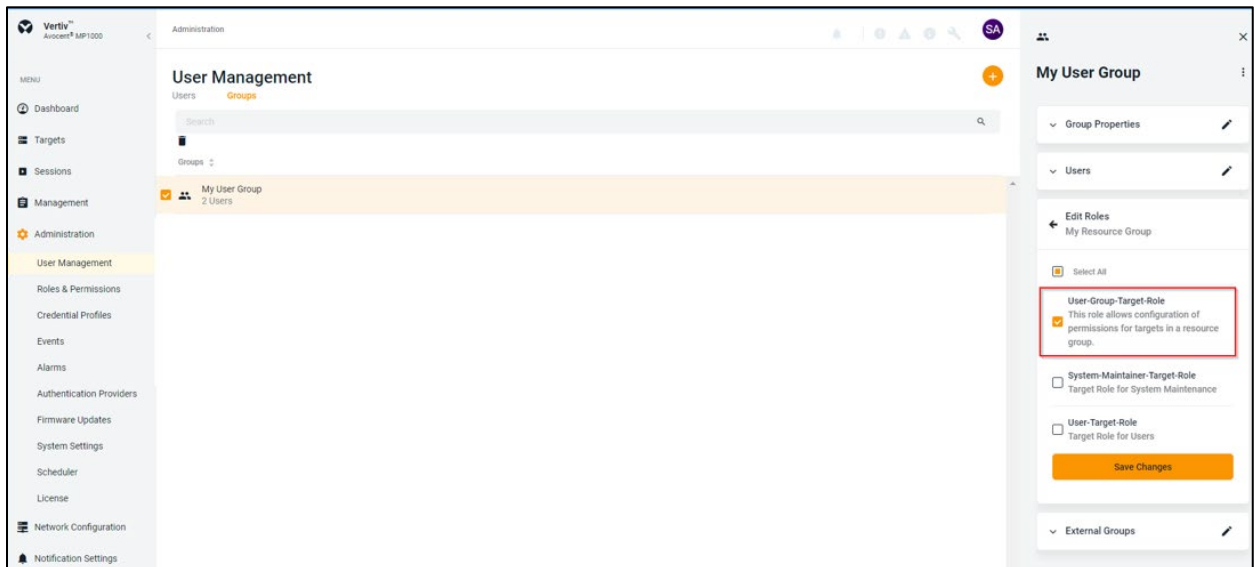 Vertiv™
Avocent® MP1000
Administration
SA
MENU
Dashboard
Targets
Sessions
Management
Administration
User Management
Roles & Permissions
Credential Profiles
Events
Alarms
Authentication Providers
Firmware Updates
System Settings
Scheduler
License
Network Configuration
Notification Settings
User Management
Users Groups
Search
Groups
My User Group
2 Users
My User Group
Group Properties
Users
Edit Roles
My Resource Group
Select All
User-Group-Target-Role
This role allows configuration of
permissions for targets in a resource
group.
System-Maintainer-Target-Role
Target Role for System Maintenance
User-Target-Role
Target Role for Users
Save Changes
External Groups